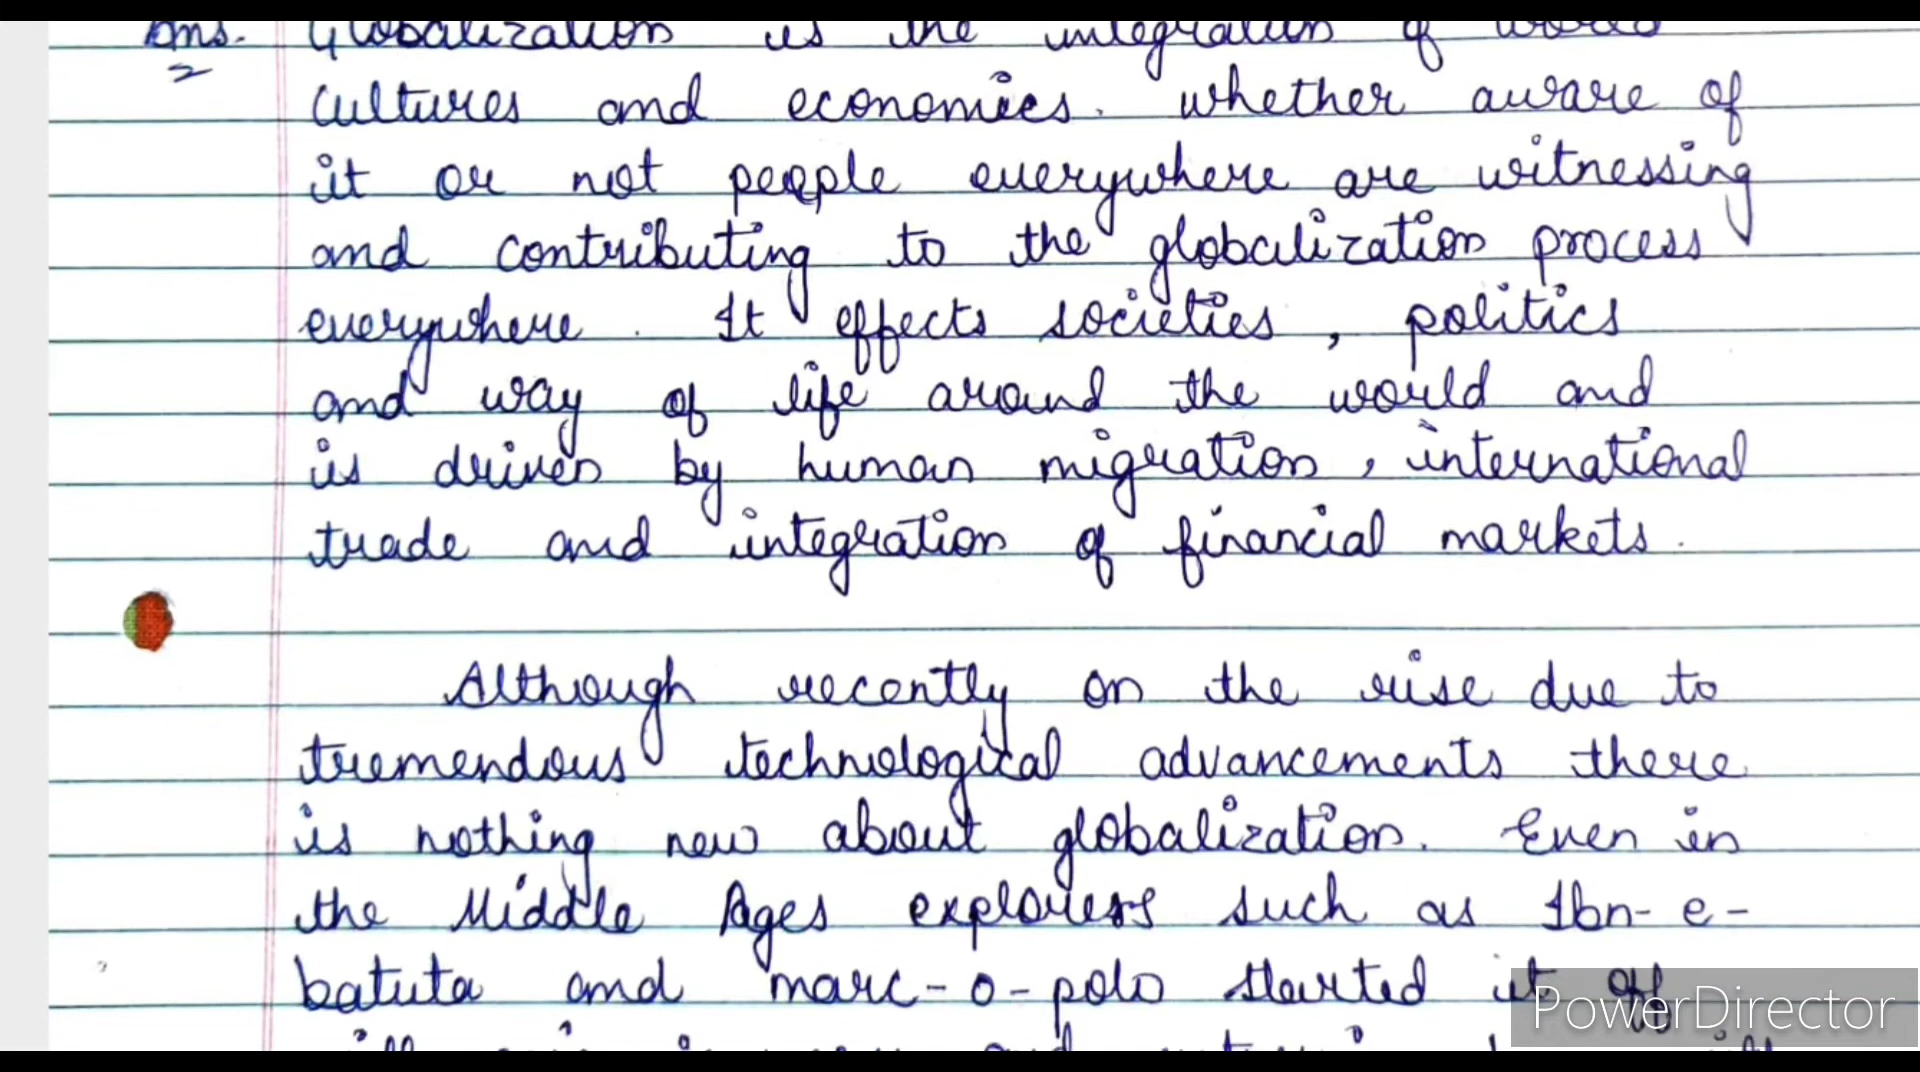 Ans. Globalization is the integration of world
2
cultures and economies. whether aware of
it or not people everywhere are witnessing
and contributing to the globalization process
everywhere. It effects societies, politics
and way of life around the world and
is driven by human migration, international
trade and integration of financial markets.
Although recently on the rise due to
tremendous technological advancements there
is nothing new about globalization. Even in
the Middle Ages explorers such as Ibn-e-
batuta and marc-o-polo started it off
PowerDirector